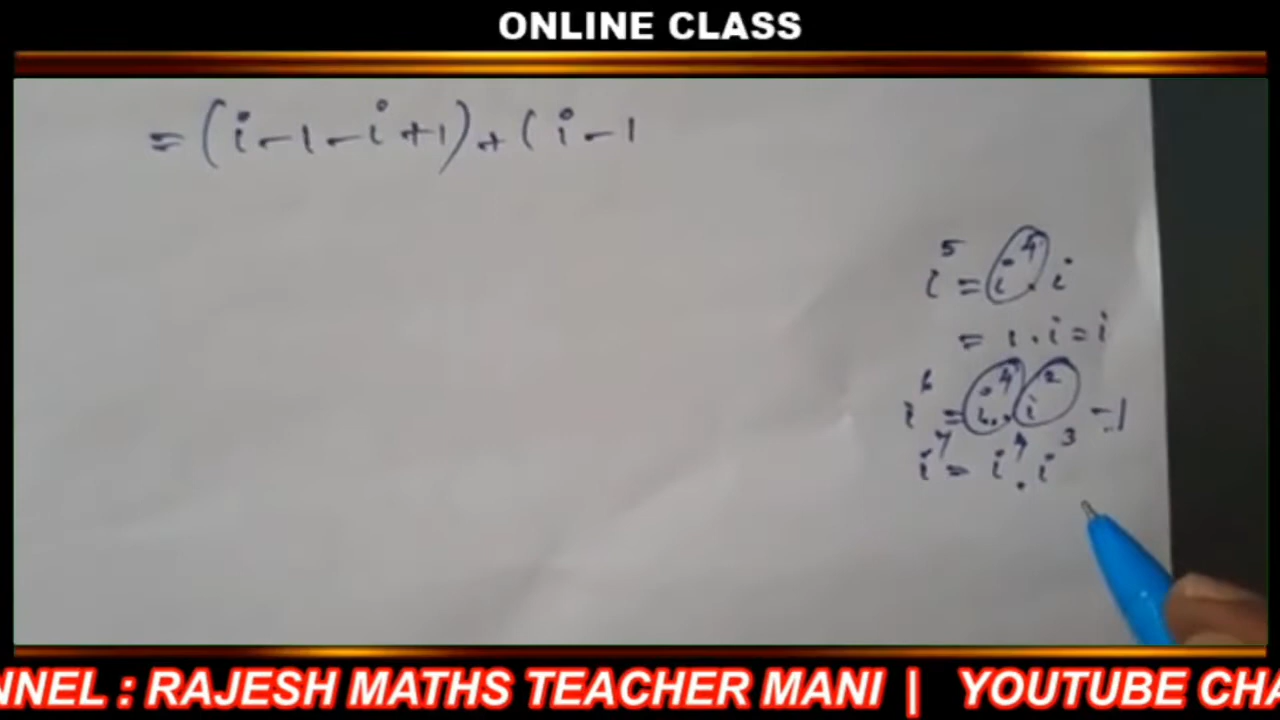 ONLINE CLASS
= (i-1-i+1)+(i-1
i⁵ = i⁴.i
= 1.i = i
i⁶ = i⁴.i² -1
i⁷ = i⁴.i³
NNEL : RAJESH MATHS TEACHER MANI | YOUTUBE CHA